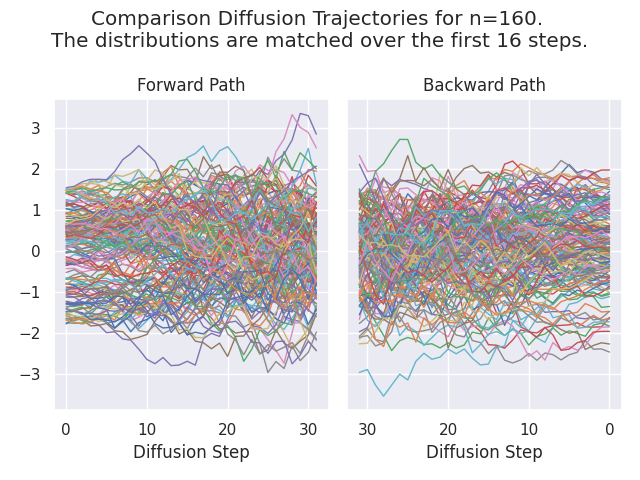 Comparison Diffusion Trajectories for n=160.
The distributions are matched over the first 16 steps.
Forward Path
Backward Path
3
2
1
0
−1
−2
−3
0 10 20 30
30 20 10 0
Diffusion Step
Diffusion Step